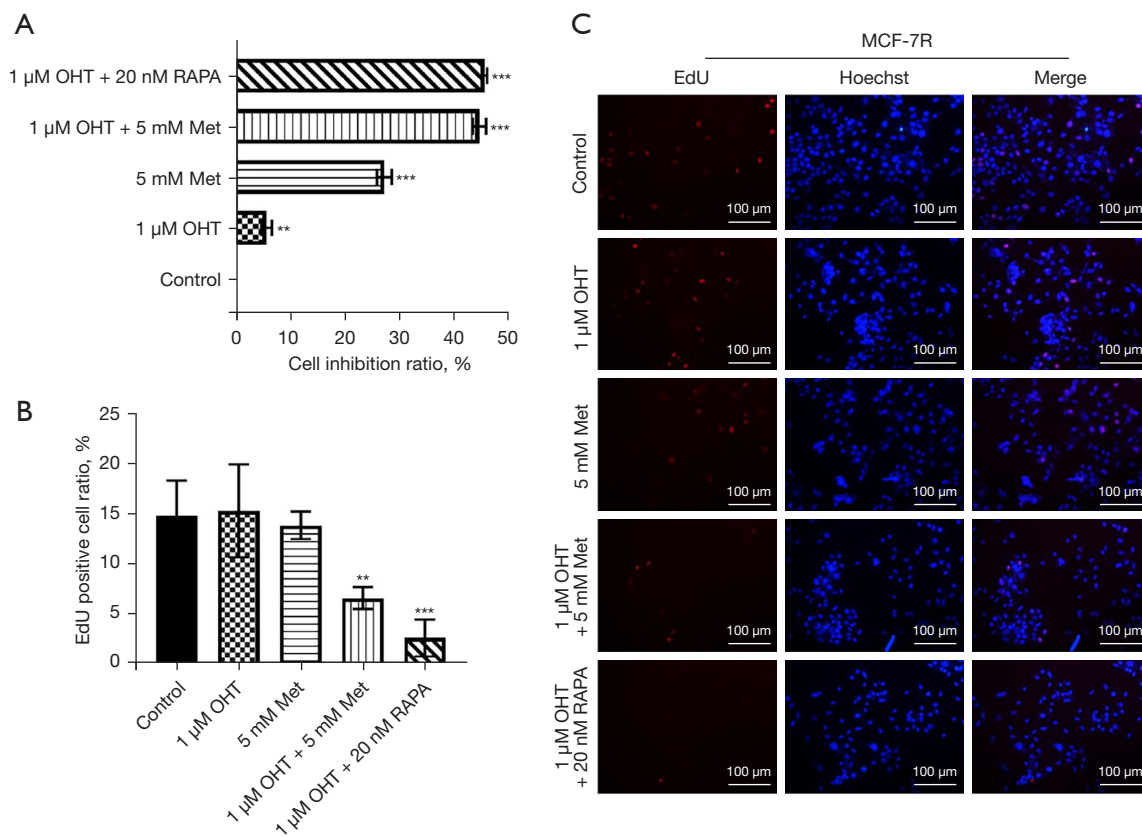 A
1 µM OHT + 20 nM RAPA
***
1 µM OHT + 5 mM Met
***
5 mM Met
***
1 µM OHT
**
Control
0 10 20 30 40 50
Cell inhibition ratio, %
B
EdU positive cell ratio, %
25
20
15
10
5
0
**
***
Control
1 µM OHT
5 mM Met
1 µM OHT + 5 mM Met
1 µM OHT + 20 nM RAPA
C
MCF-7R
EdU Hoechst Merge
Control
100 µm 100 µm 100 µm
1 µM OHT
100 µm 100 µm 100 µm
5 mM Met
100 µm 100 µm 100 µm
1 µM OHT
+ 5 mM Met
100 µm 100 µm 100 µm
1 µM OHT
+ 20 nM RAPA
100 µm 100 µm 100 µm